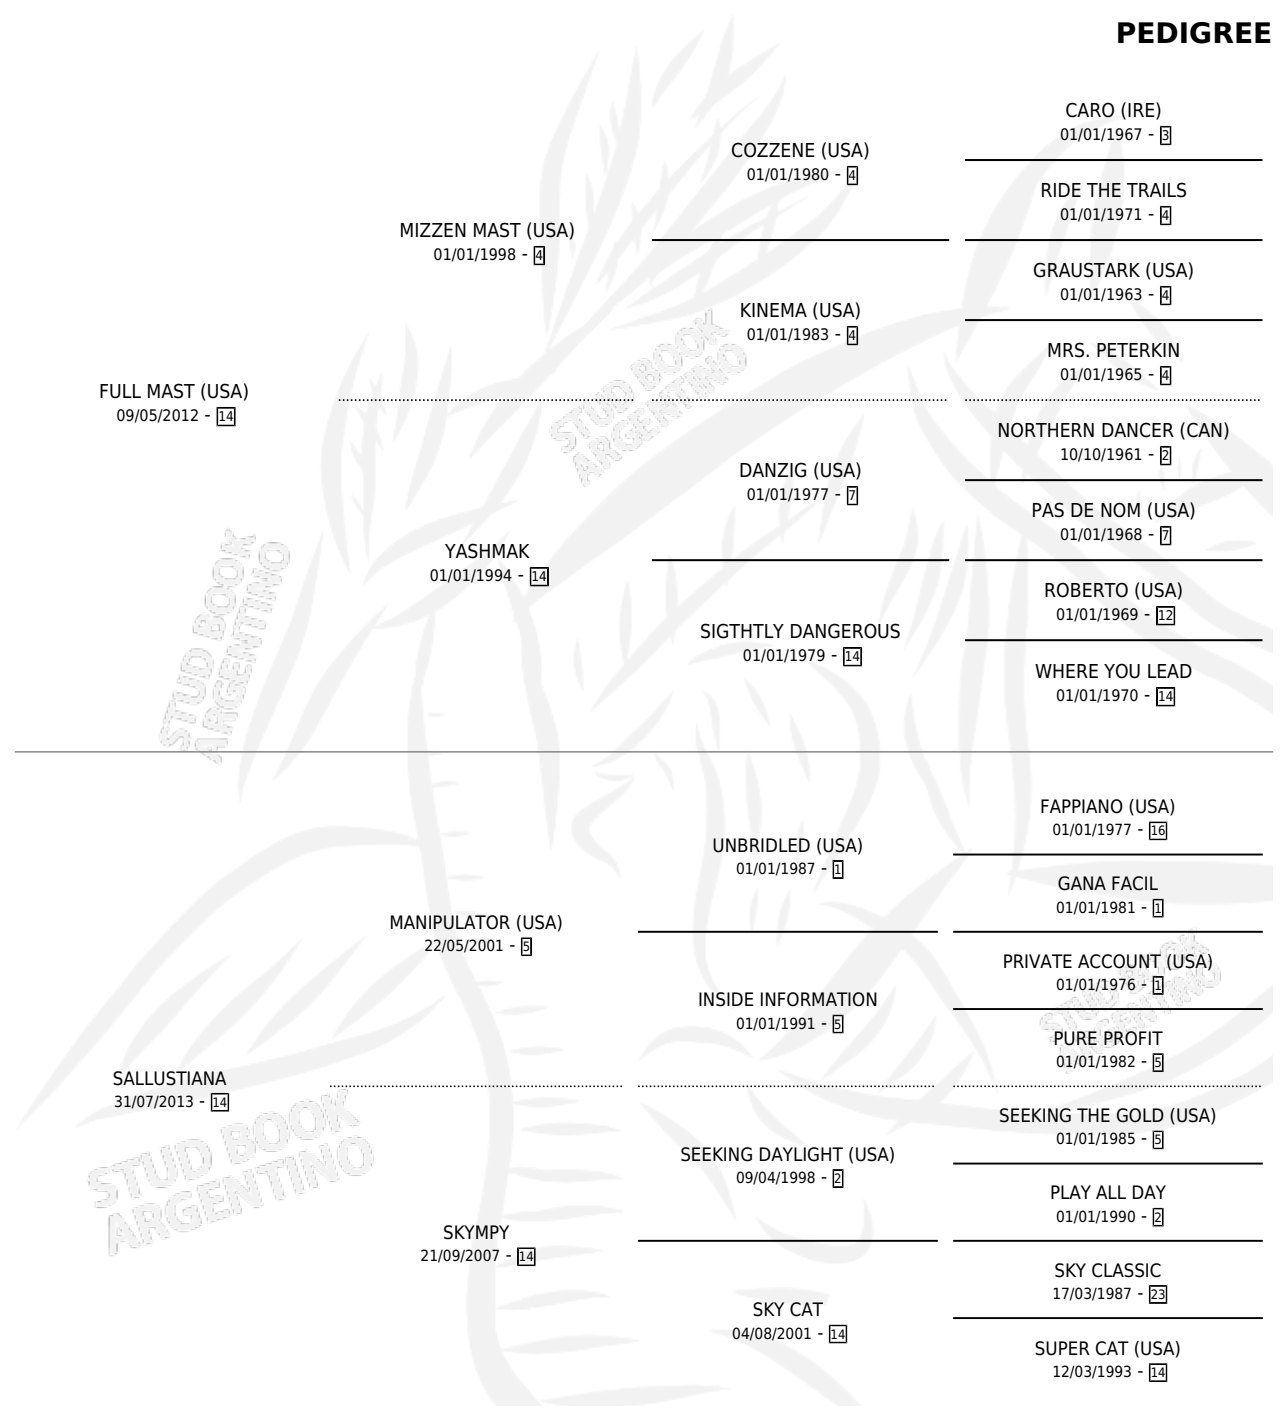 PEDIGREE
CARO (IRE)
01/01/1967 - 3
COZZENE (USA)
01/01/1980 - 4
RIDE THE TRAILS
01/01/1971 - 4
MIZZEN MAST (USA)
01/01/1998 - 4
GRAUSTARK (USA)
01/01/1963 - 4
KINEMA (USA)
01/01/1983 - 4
MRS. PETERKIN
01/01/1965 - 4
FULL MAST (USA)
09/05/2012 - 14
NORTHERN DANCER (CAN)
10/10/1961 - 2
DANZIG (USA)
01/01/1977 - 7
PAS DE NOM (USA)
01/01/1968 - 7
YASHMAK
01/01/1994 - 14
ROBERTO (USA)
01/01/1969 - 12
SIGTHTLY DANGEROUS
01/01/1979 - 14
WHERE YOU LEAD
01/01/1970 - 14
FAPPIANO (USA)
01/01/1977 - 16
UNBRIDLED (USA)
01/01/1987 - 1
GANA FACIL
01/01/1981 - 1
MANIPULATOR (USA)
22/05/2001 - 5
PRIVATE ACCOUNT (USA)
01/01/1976 - 1
INSIDE INFORMATION
01/01/1991 - 5
PURE PROFIT
01/01/1982 - 5
SALLUSTIANA
31/07/2013 - 14
SEEKING THE GOLD (USA)
01/01/1985 - 5
SEEKING DAYLIGHT (USA)
09/04/1998 - 2
PLAY ALL DAY
01/01/1990 - 2
SKYMPY
21/09/2007 - 14
SKY CLASSIC
17/03/1987 - 23
SKY CAT
04/08/2001 - 14
SUPER CAT (USA)
12/03/1993 - 14
STUD BOOK
ARGENTINO
STUD BOOK
ARGENTINO
STUD BOOK
ARGENTINO
STUD BOOK
ARGENTINO